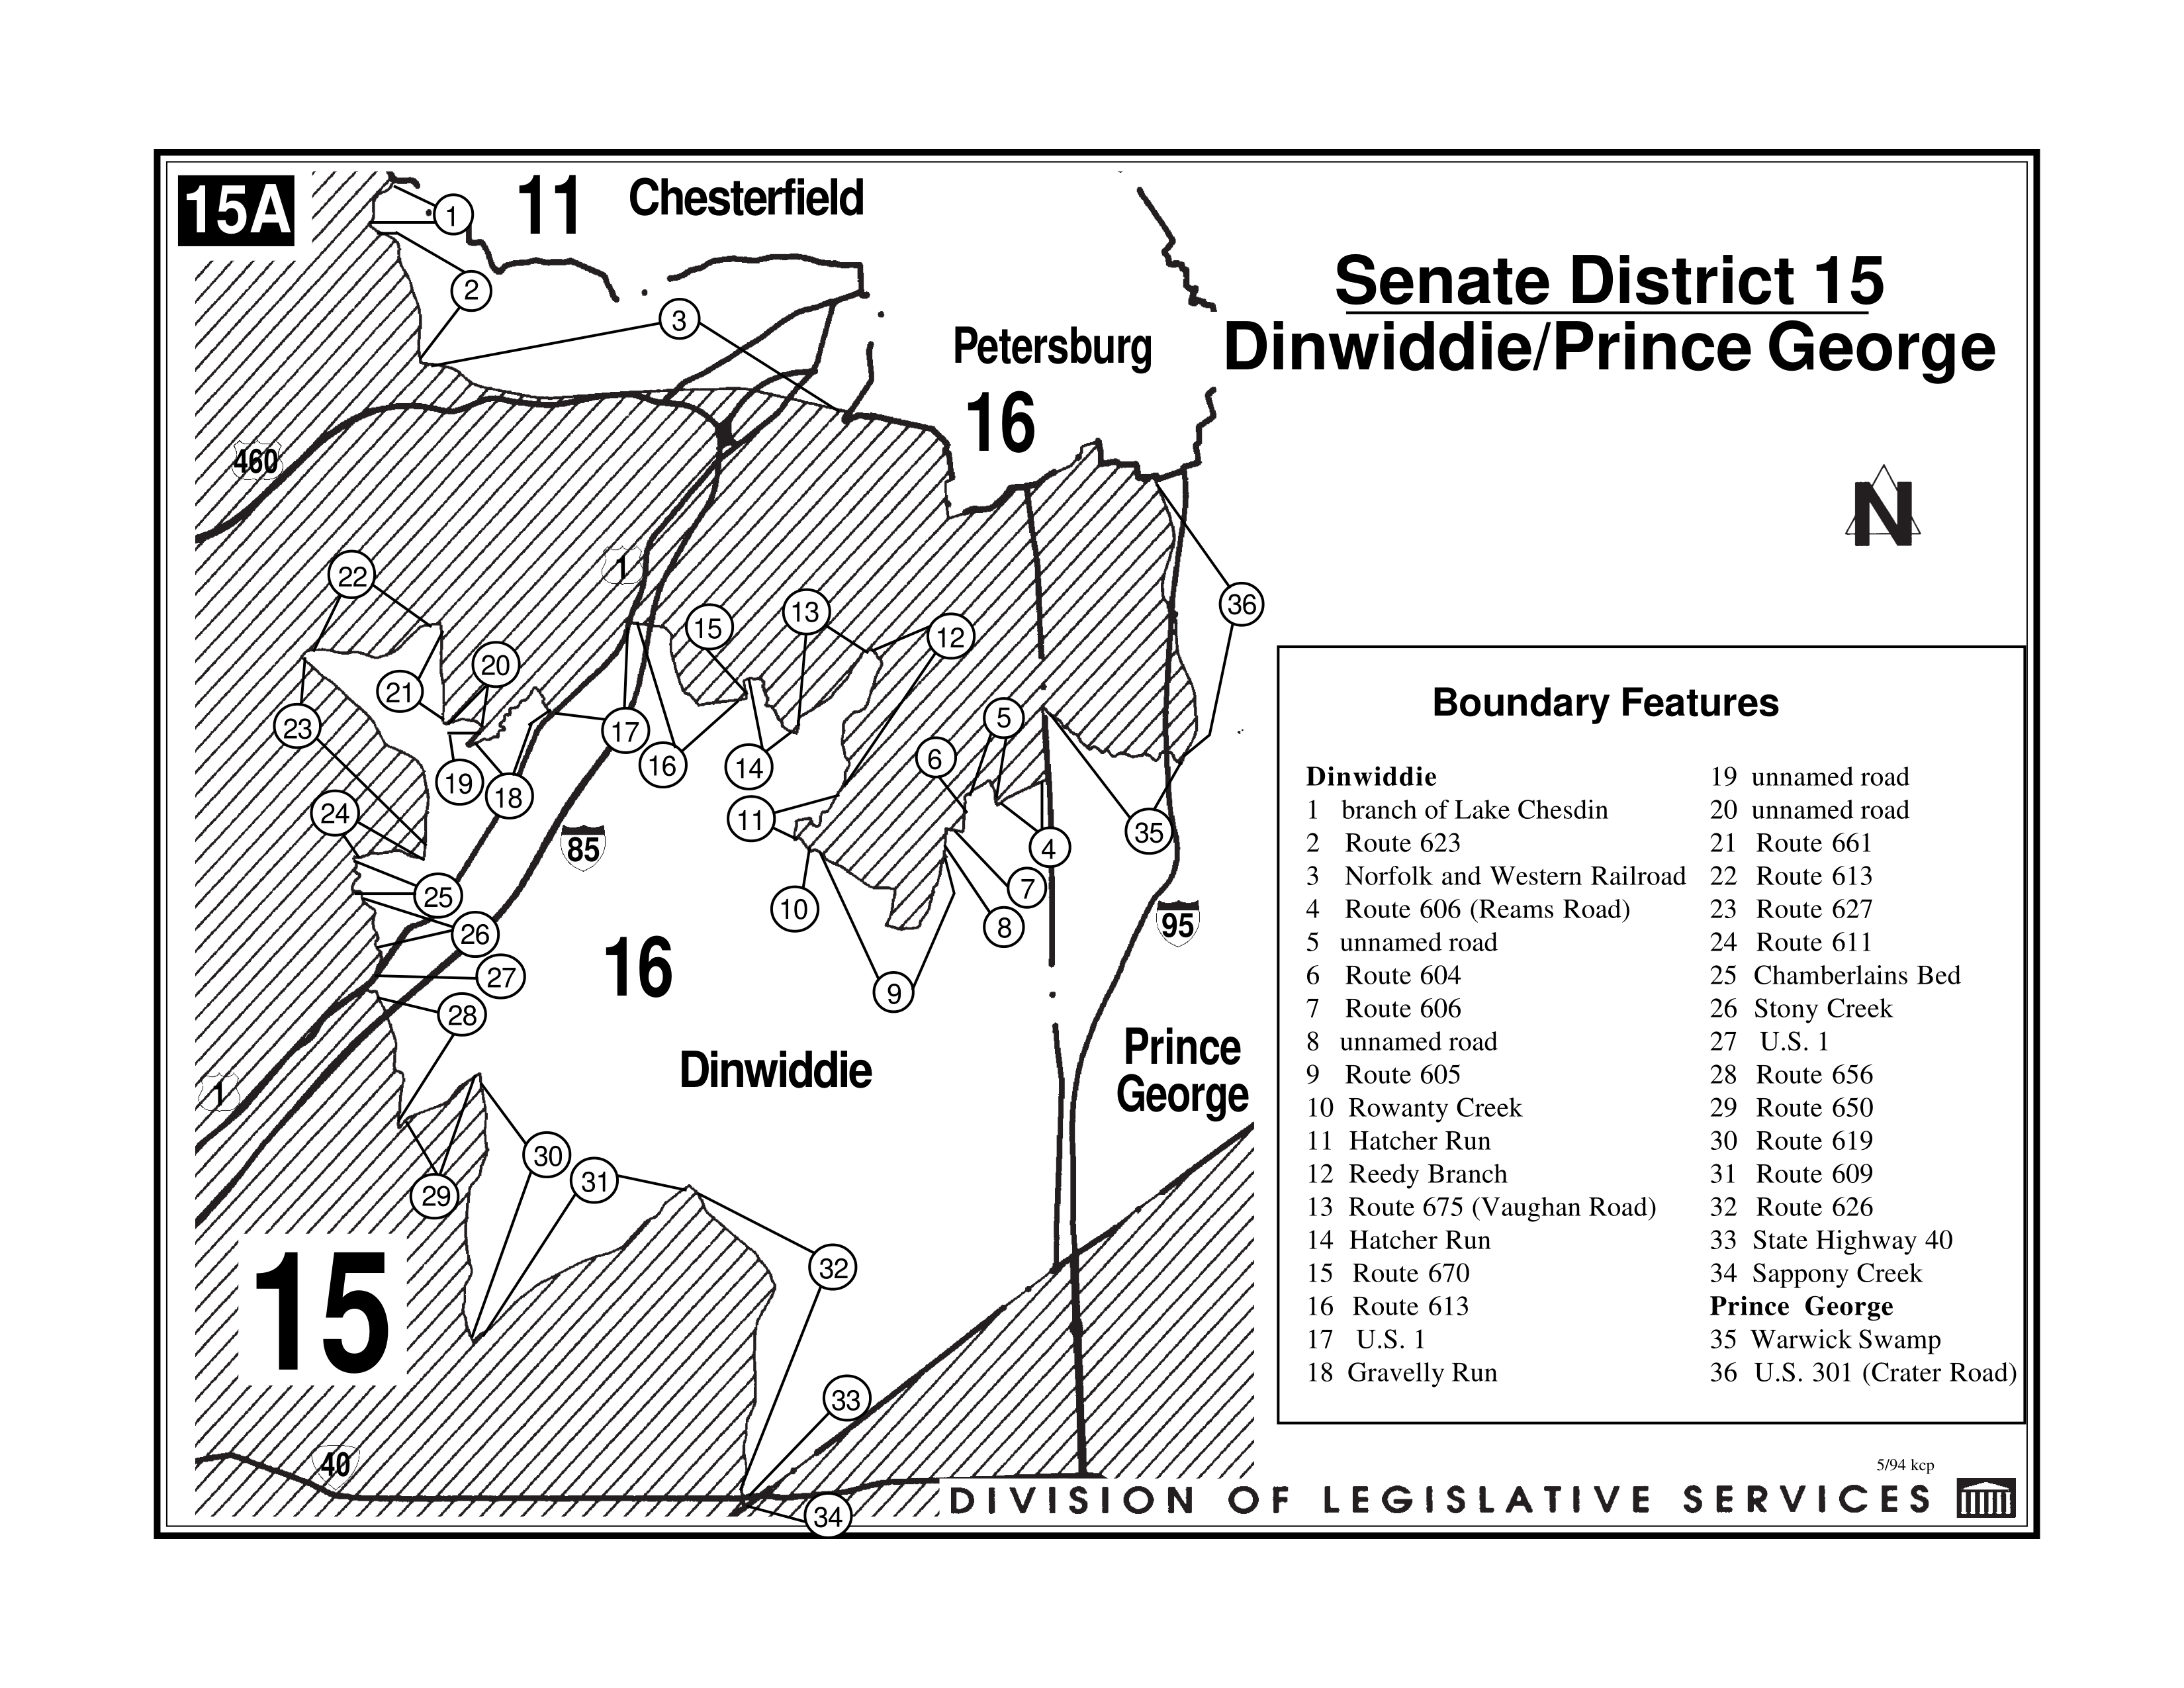 15A
11 Chesterfield
1
2
3
Senate District 15
Dinwiddie/Prince George
Petersburg
16
460
N
1
22
13
36
15
12
20
21
5
23
17
6
16
14
19
18
24
11
35
85
4
25
7
10
95
8
26
16
27
9
28
Prince
George
Dinwiddie
1
30
31
29
32
15
33
40
34
Boundary Features
Dinwiddie
1 branch of Lake Chesdin
2 Route 623
3 Norfolk and Western Railroad
4 Route 606 (Reams Road)
5 unnamed road
6 Route 604
7 Route 606
8 unnamed road
9 Route 605
10 Rowanty Creek
11 Hatcher Run
12 Reedy Branch
13 Route 675 (Vaughan Road)
14 Hatcher Run
15 Route 670
16 Route 613
17 U.S. 1
18 Gravelly Run
19 unnamed road
20 unnamed road
21 Route 661
22 Route 613
23 Route 627
24 Route 611
25 Chamberlains Bed
26 Stony Creek
27 U.S. 1
28 Route 656
29 Route 650
30 Route 619
31 Route 609
32 Route 626
33 State Highway 40
34 Sappony Creek
Prince George
35 Warwick Swamp
36 U.S. 301 (Crater Road)
5/94 kcp
DIVISION OF LEGISLATIVE SERVICES